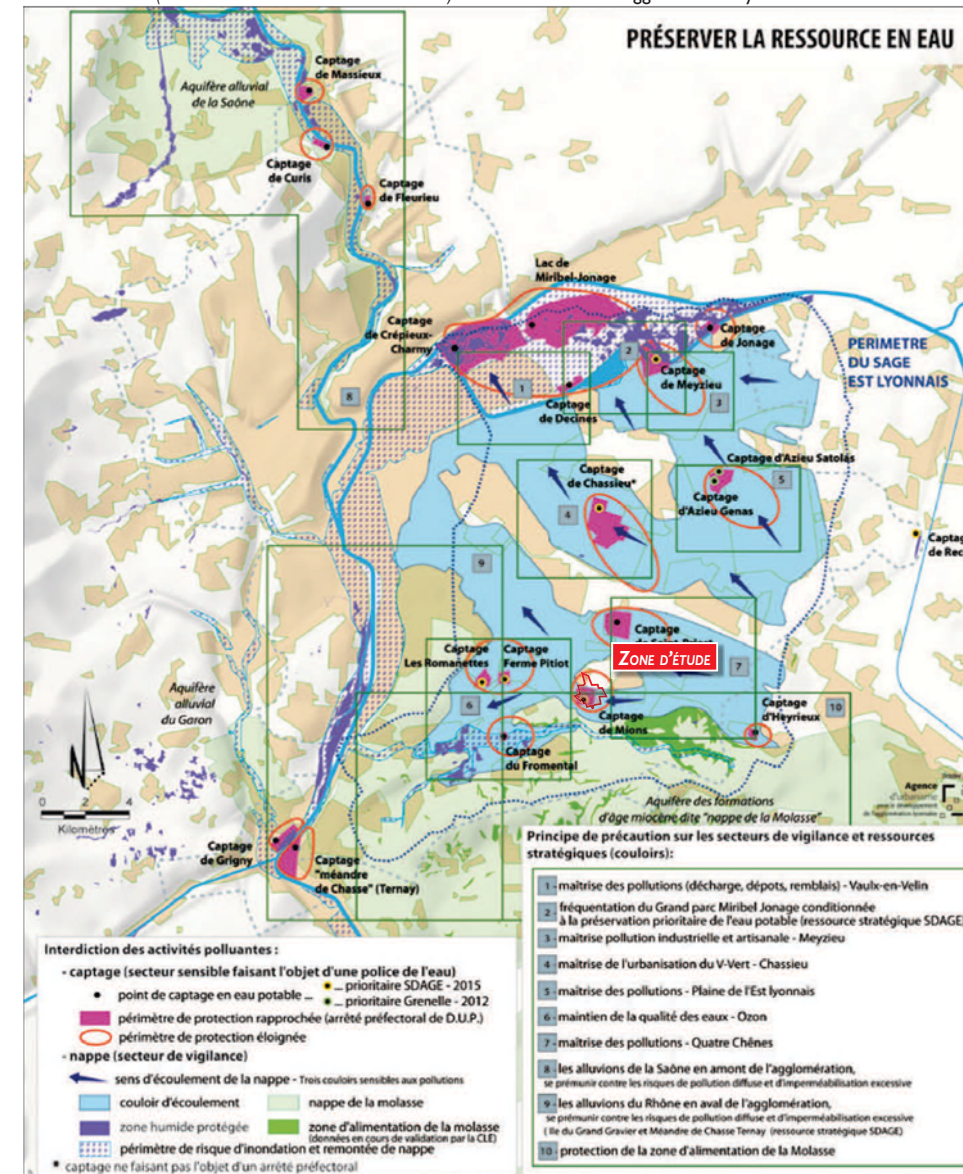 PRÉSERVER LA RESSOURCE EN EAU
Captage
de Massieux
Aquifère alluvial
de la Saône
Captage
de Curis
Captage
de Fleurieu
Lac de
Miribel-Jonage
Captage
de Crépieux-
Charmy
Captage
de Jonage
PERIMETRE
DU SAGE
EST LYONNAIS
2
Captage
de Meyzieu
1
3
8
Captage
de Decines
Captage
de Chassieu*
Captage d'Azieu Satolas
5
Captage
d'Azieu Genas
4
9
Captage
ZONE D'ÉTUDE
Captage
Les Romanettes
Captage
Ferme Pitiot
7
Aquifère
alluvial
du Garon
6
Captage
de Mions
Captage
d'Heyrieux
10
Captage
du Fromental
Aquifère des formations
d'âge miocène dite "nappe de la Molasse"
Agence
N
0 2 4
Kilomètres
Captage
de Grigny
Captage
"méandre
de Chasse" (Ternay)
Interdiction des activités polluantes :
- captage (secteur sensible faisant l'objet d'une police de l'eau)
point de captage en eau potable ...
... prioritaire SDAGE - 2015
... prioritaire Grenelle - 2012
périmètre de protection rapprochée (arrêté préfectoral de D.U.P.)
périmètre de protection éloignée
- nappe (secteur de vigilance)
sens d'écoulement de la nappe - Trois couloirs sensibles aux pollutions
couloir d'écoulement
nappe de la molasse
zone humide protégée
zone d'alimentation de la molasse
(données en cours de validation par la CLE)
périmètre de risque d'inondation et remontée de nappe
* captage ne faisant pas l'objet d'un arrêté préfectoral
Principe de précaution sur les secteurs de vigilance et ressources
stratégiques (couloirs):
1 - maîtrise des pollutions (décharge, dépots, remblais) - Vaulx-en-Velin
2 - fréquentation du Grand parc Miribel Jonage conditionnée
à la préservation prioritaire de l'eau potable (ressource stratégique SDAGE)
3 - maîtrise pollution industrielle et artisanale - Meyzieu
4 - maîtrise de l'urbanisation du V-Vert - Chassieu
5 - maîtrise des pollutions - Plaine de l'Est lyonnais
6 - maintien de la qualité des eaux - Ozon
7 - maîtrise des pollutions - Quatre Chênes
8 - les alluvions de la Saône en amont de l'agglomération,
se prémunir contre les risques de pollution diffuse et d'imperméabilisation excessive
9 - les alluvions du Rhône en aval de l'agglomération,
se prémunir contre les risques de pollution diffuse et d'imperméabilisation excessive
( Ile du Grand Gravier et Méandre de Chasse Ternay (ressource stratégique SDAGE)
10 - protection de la zone d'alimentation de la Molasse